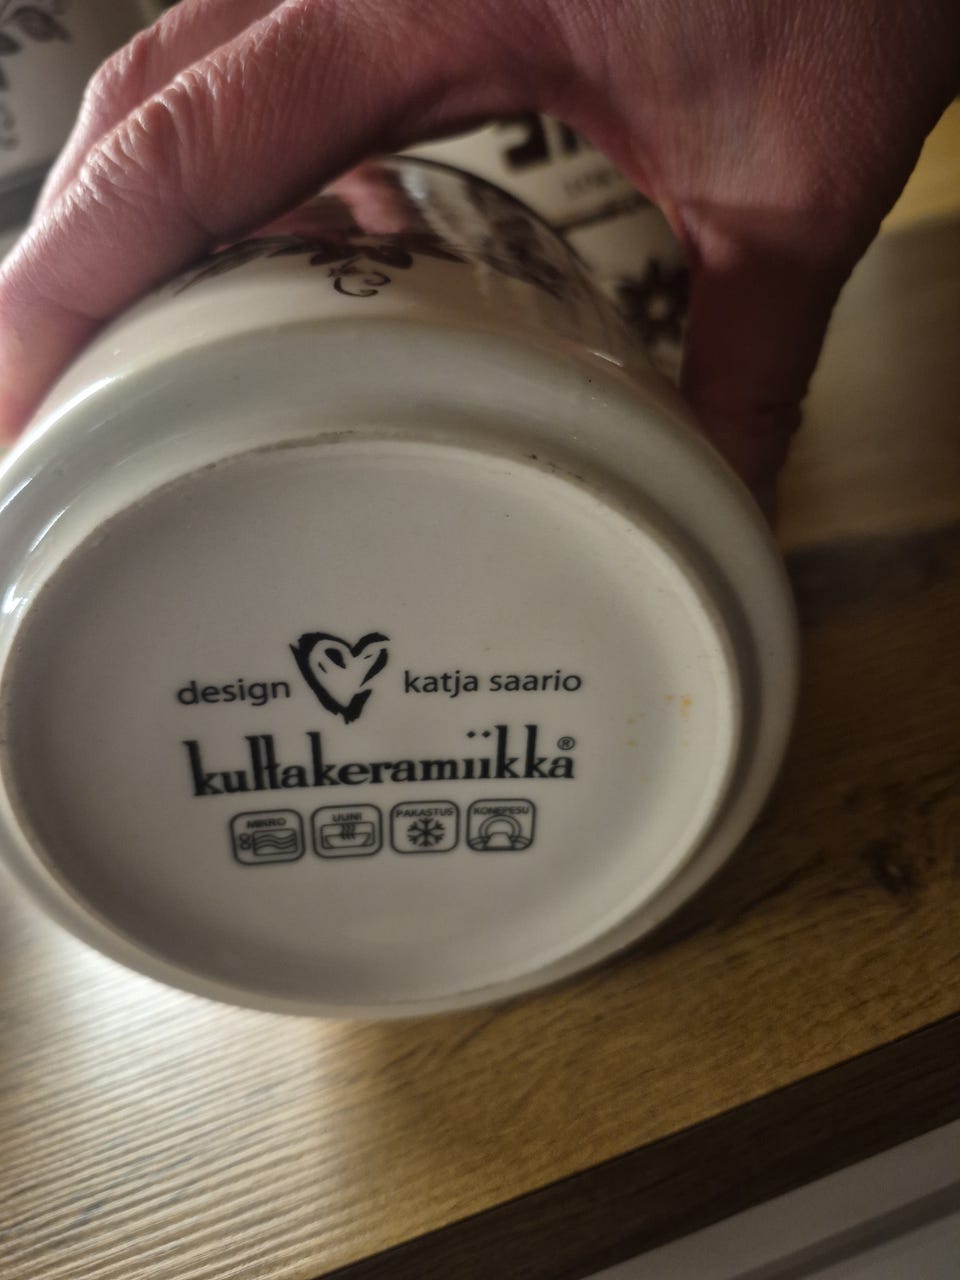 design katja saario
kultakeramiikka®
MIKRO UUNI PAKASTUS KONEPESU